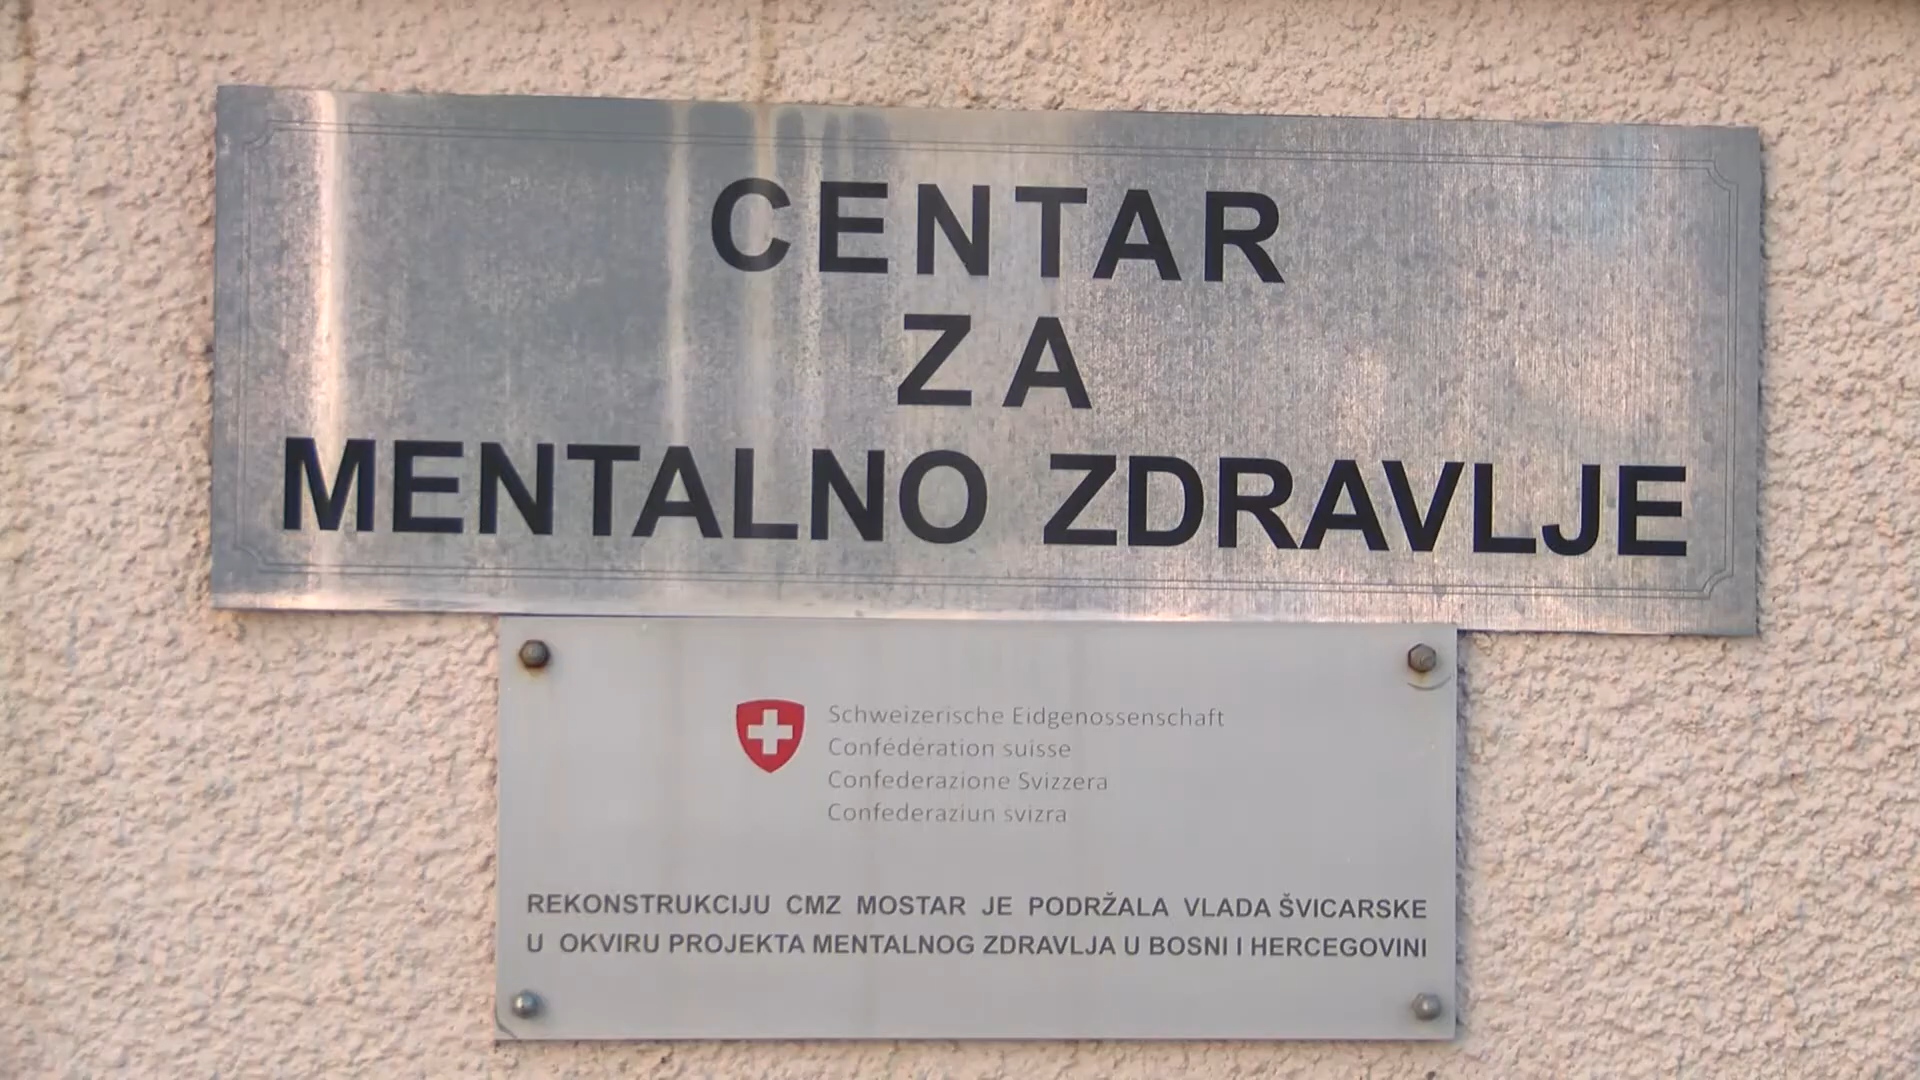 CENTAR
ZA
MENTALNO ZDRAVLJE
Schweizerische Eidgenossenschaft
Confédération suisse
Confederazione Svizzera
Confederaziun svizra
REKONSTRUKCIJU CMZ MOSTAR JE PODRŽALA VLADA ŠVICARSKE
U OKVIRU PROJEKTA MENTALNOG ZDRAVLJA U BOSNI I HERCEGOVINI